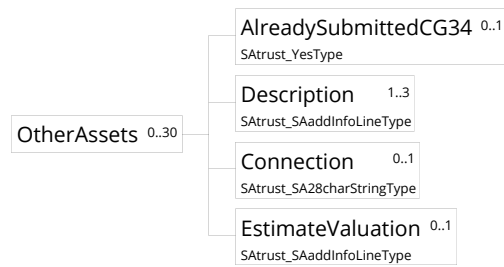 AlreadySubmittedCG34 0..1
SAtrust_YesType
Description 1..3
SAtrust_SAaddInfoLineType
OtherAssets 0..30
Connection 0..1
SAtrust_SA28charStringType
EstimateValuation 0..1
SAtrust_SAaddInfoLineType